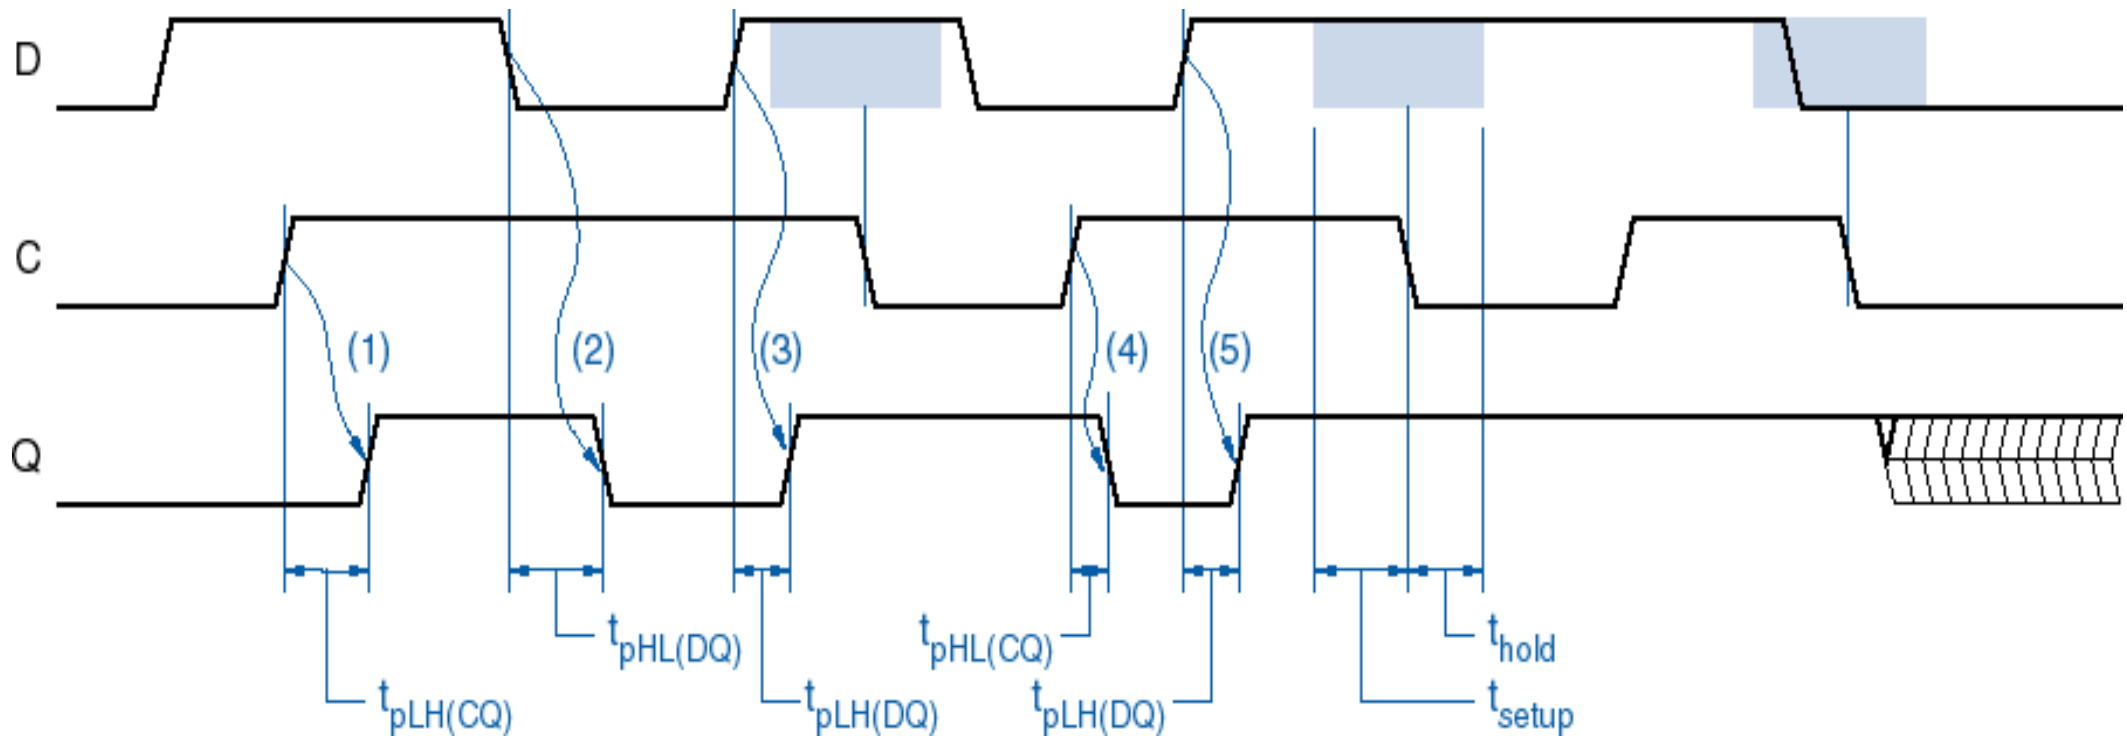 D
C
(1) (2) (3) (4) (5)
Q
tpHL(DQ) tpHL(CQ) thold
tpLH(CQ) tpLH(DQ) tpLH(DQ) tsetup